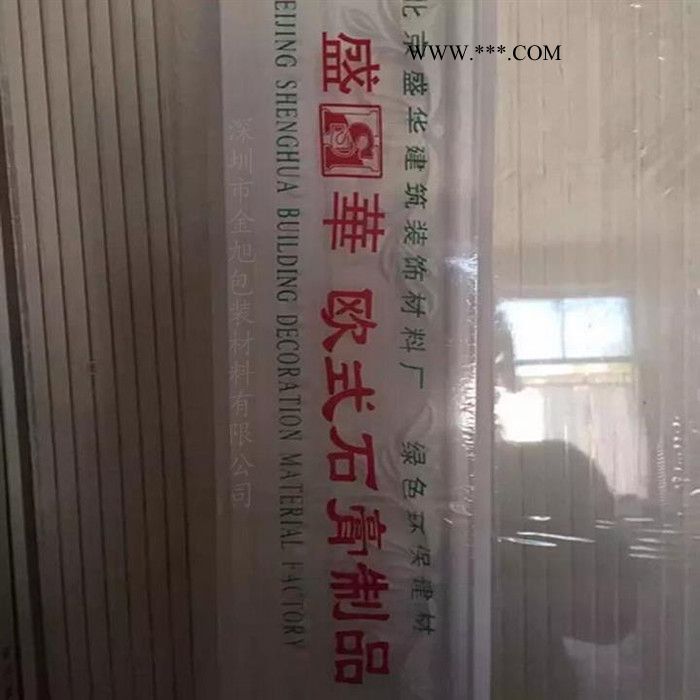 WWW.***.COM
北京盛华建筑装饰材料厂 绿色环保建材
盛華 欧式石膏制品
BEIJING SHENGHUA BUILDING DECORATION MATERIAL FACTORY
深圳市金旭包装材料有限公司